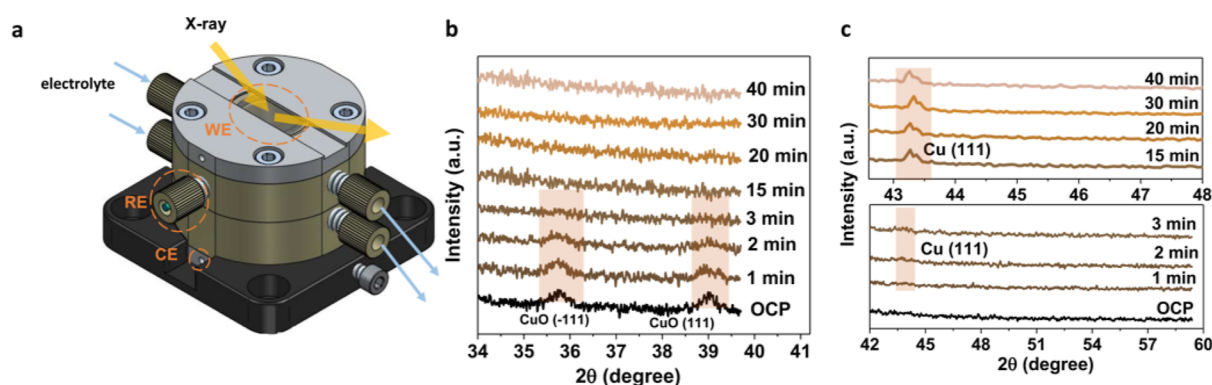 a
X-ray
electrolyte
WE
RE
CE
b
Intensity (a.u.)
40 min
30 min
20 min
15 min
3 min
2 min
1 min
OCP
CuO (-111)
CuO (111)
34 35 36 37 38 39 40 41
2θ (degree)
c
Intensity (a.u.)
40 min
30 min
20 min
Cu (111)
15 min
43 44 45 46 47 48
3 min
Cu (111)
2 min
1 min
OCP
42 45 48 51 54 57 60
2θ (degree)